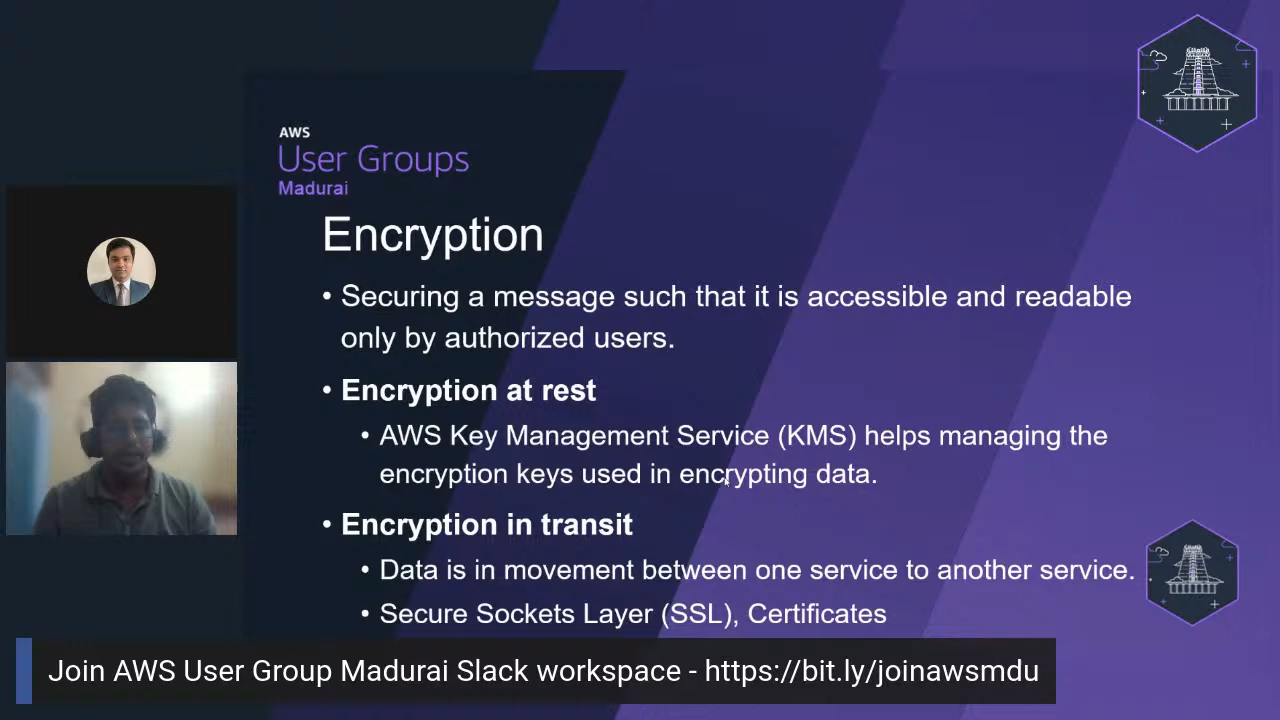 AWS
User Groups
Madurai
Encryption
• Securing a message such that it is accessible and readable
only by authorized users.
• Encryption at rest
• AWS Key Management Service (KMS) helps managing the
encryption keys used in encrypting data.
• Encryption in transit
• Data is in movement between one service to another service.
• Secure Sockets Layer (SSL), Certificates
Join AWS User Group Madurai Slack workspace - https://bit.ly/joinawsmdu